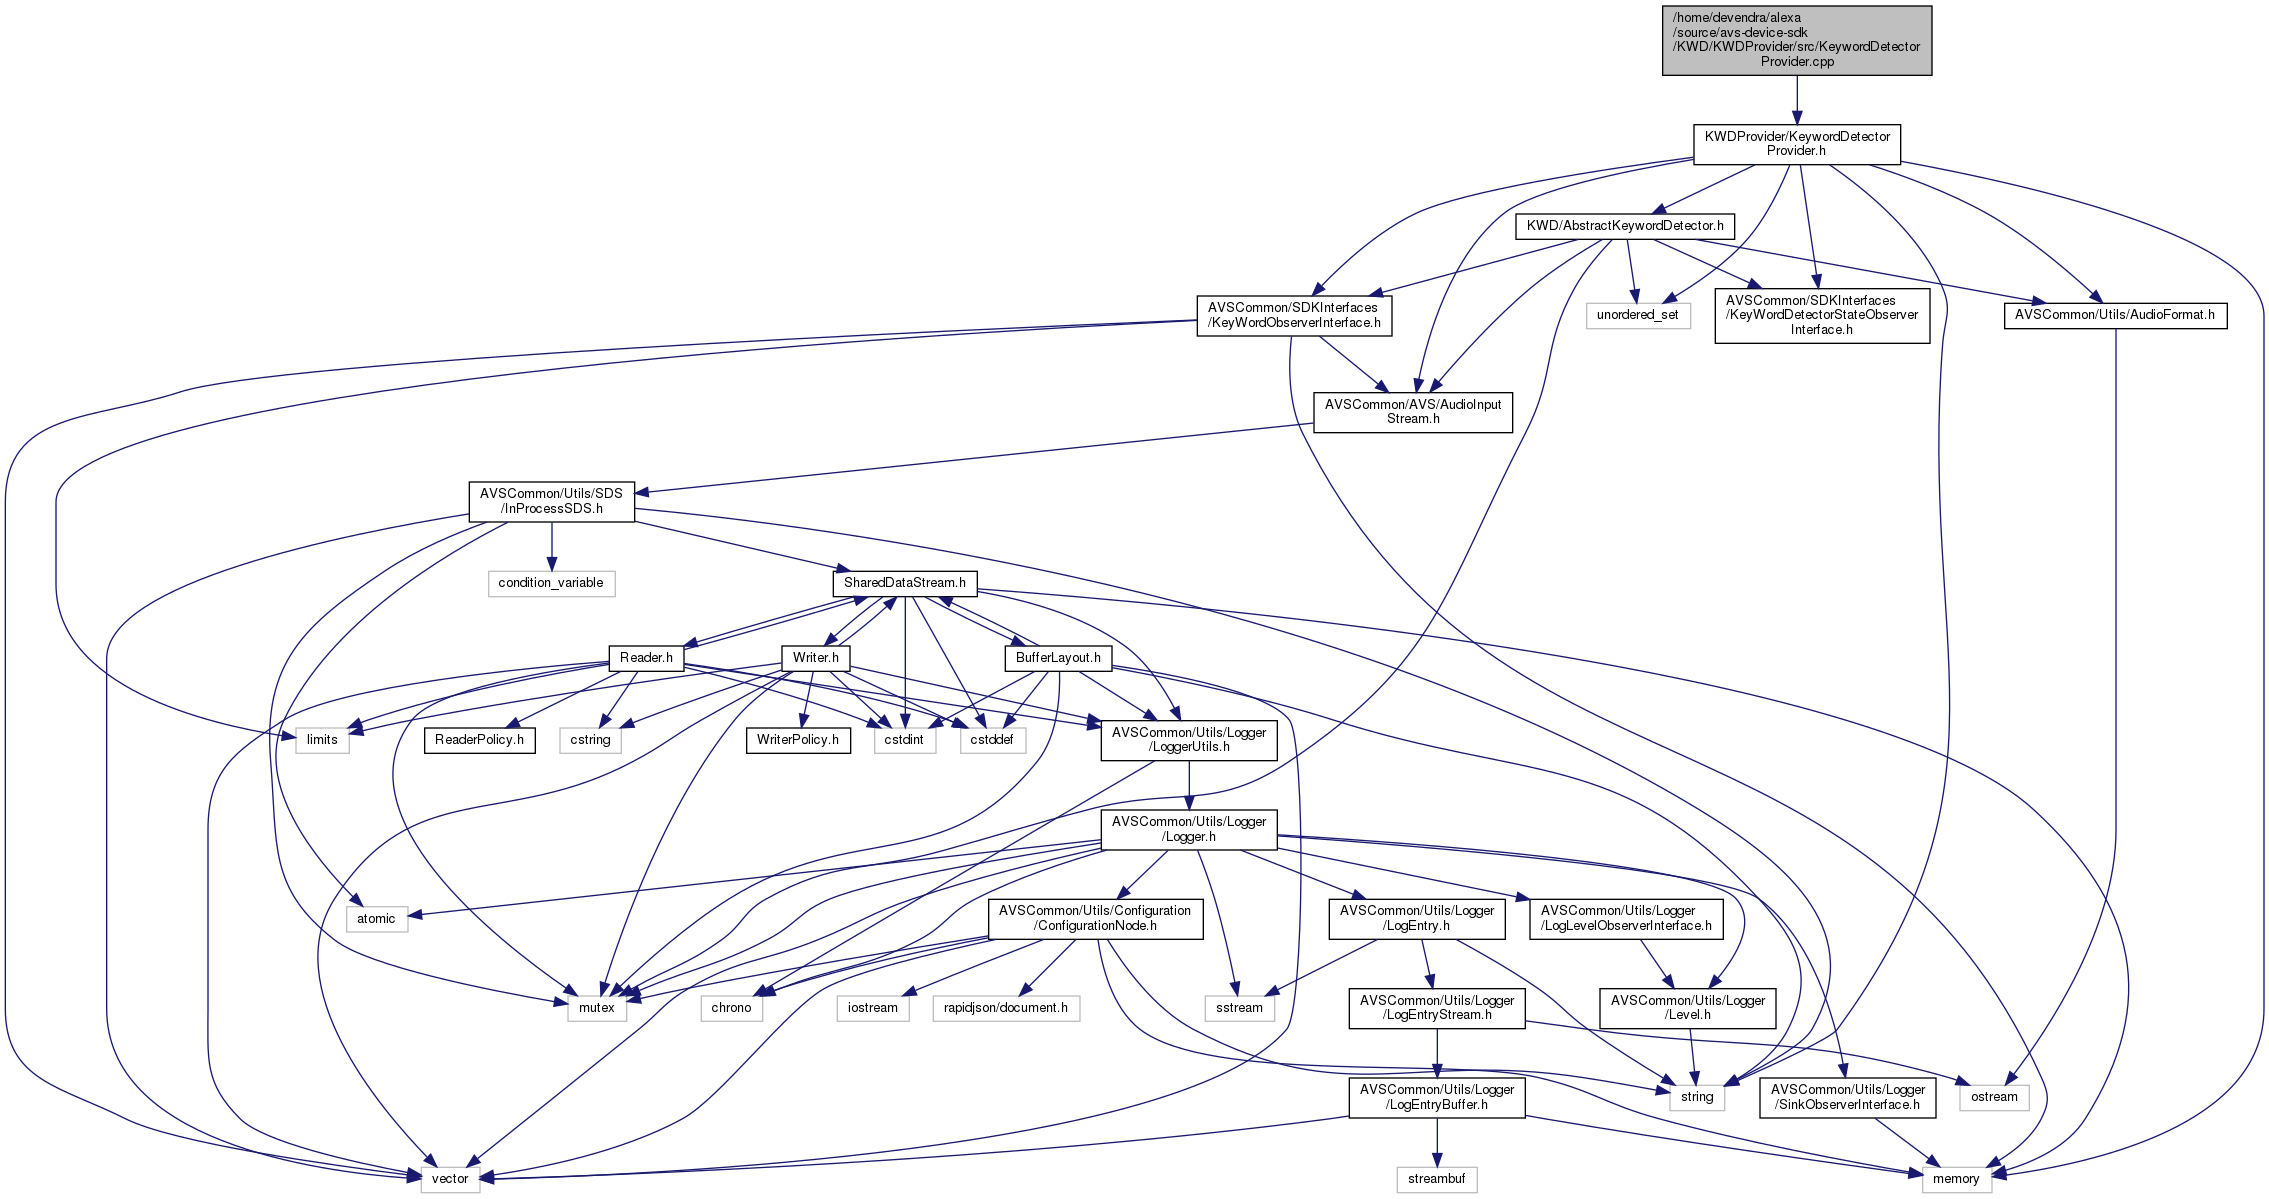 /home/devendra/alexa
/source/avs-device-sdk
/KWD/KWDProvider/src/KeywordDetector
Provider.cpp
KWDProvider/KeywordDetector
Provider.h
KWD/AbstractKeywordDetector.h
AVSCommon/SDKInterfaces
/KeyWordObserverInterface.h
unordered_set
AVSCommon/SDKInterfaces
/KeyWordDetectorStateObserver
Interface.h
AVSCommon/Utils/AudioFormat.h
AVSCommon/AVS/AudioInput
Stream.h
AVSCommon/Utils/SDS
/InProcessSDS.h
condition_variable
SharedDataStream.h
Reader.h
Writer.h
BufferLayout.h
limits
ReaderPolicy.h
cstring
WriterPolicy.h
cstdint
cstddef
AVSCommon/Utils/Logger
/LoggerUtils.h
AVSCommon/Utils/Logger
/Logger.h
atomic
AVSCommon/Utils/Configuration
/ConfigurationNode.h
AVSCommon/Utils/Logger
/LogEntry.h
AVSCommon/Utils/Logger
/LogLevelObserverInterface.h
mutex
chrono
iostream
rapidjson/document.h
sstream
AVSCommon/Utils/Logger
/LogEntryStream.h
AVSCommon/Utils/Logger
/Level.h
AVSCommon/Utils/Logger
/LogEntryBuffer.h
string
AVSCommon/Utils/Logger
/SinkObserverInterface.h
ostream
vector
streambuf
memory